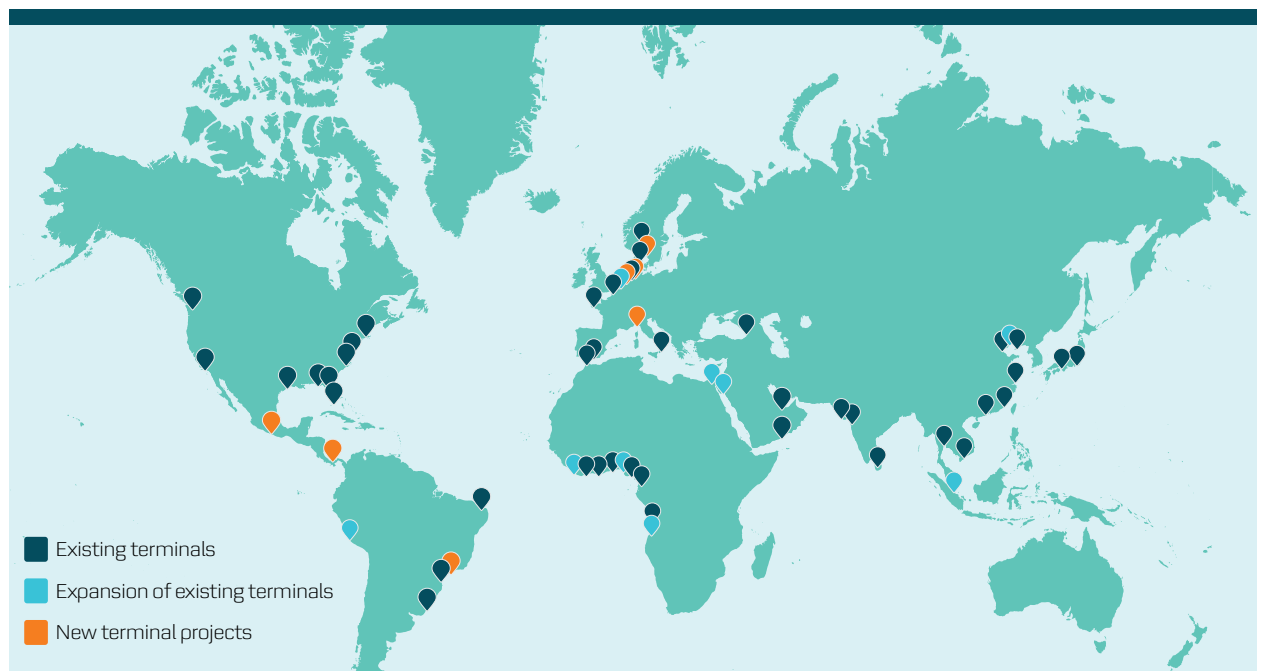 Existing terminals
Expansion of existing terminals
New terminal projects